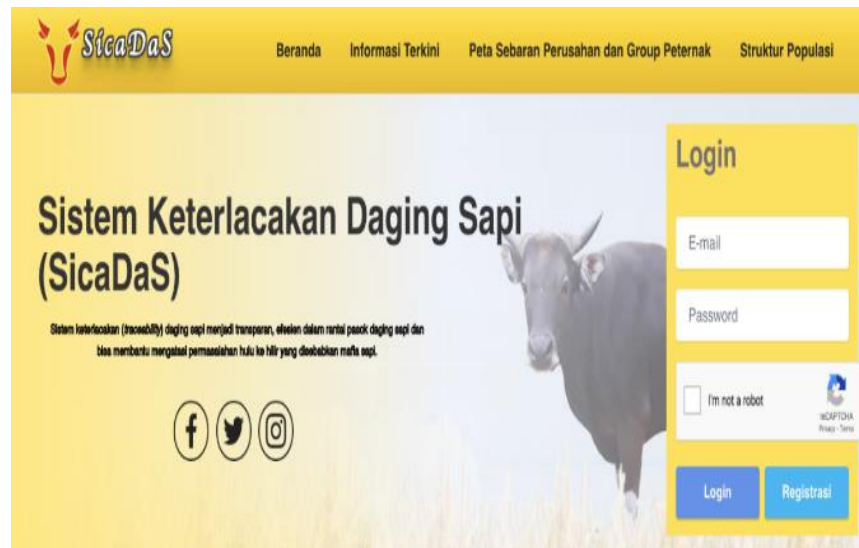 SicaDaS
Beranda Informasi Terkini Peta Sebaran Perusahan dan Group Peternak Struktur Populasi
Login
Sistem Keterlacakan Daging Sapi
(SicaDaS)
E-mail
Password
Sistem keterlacakan (traceability) daging sapi menjadi transparan, efesien dalam rantai pasok daging sapi dan
bisa membantu mengatasi permasalahan hulu ke hilir yang disebabkan mafia sapi.
I'm not a robot
reCAPTCHA
Privacy - Terms
Login Registrasi